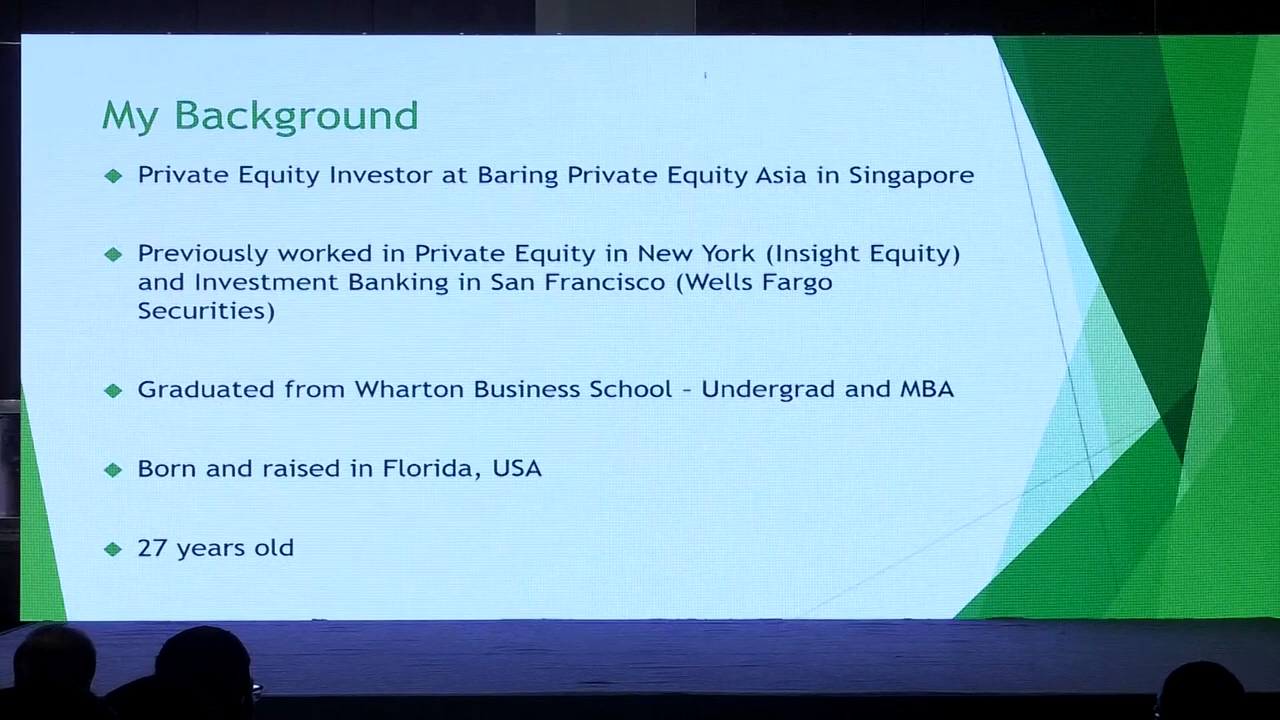 My Background
Private Equity Investor at Baring Private Equity Asia in Singapore
Previously worked in Private Equity in New York (Insight Equity)
and Investment Banking in San Francisco (Wells Fargo
Securities)
Graduated from Wharton Business School – Undergrad and MBA
Born and raised in Florida, USA
27 years old